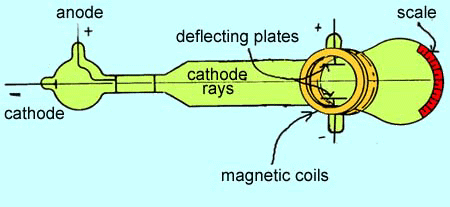 anode
+
scale
deflecting plates
+
cathode
rays
-
cathode
-
magnetic coils